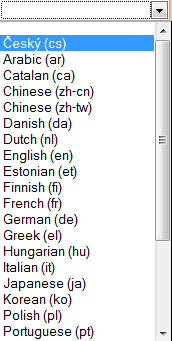 Český (cs)
Arabic (ar)
Catalan (ca)
Chinese (zh-cn)
Chinese (zh-tw)
Danish (da)
Dutch (nl)
English (en)
Estonian (et)
Finnish (fi)
French (fr)
German (de)
Greek (el)
Hungarian (hu)
Italian (it)
Japanese (ja)
Korean (ko)
Polish (pl)
Portuguese (pt)